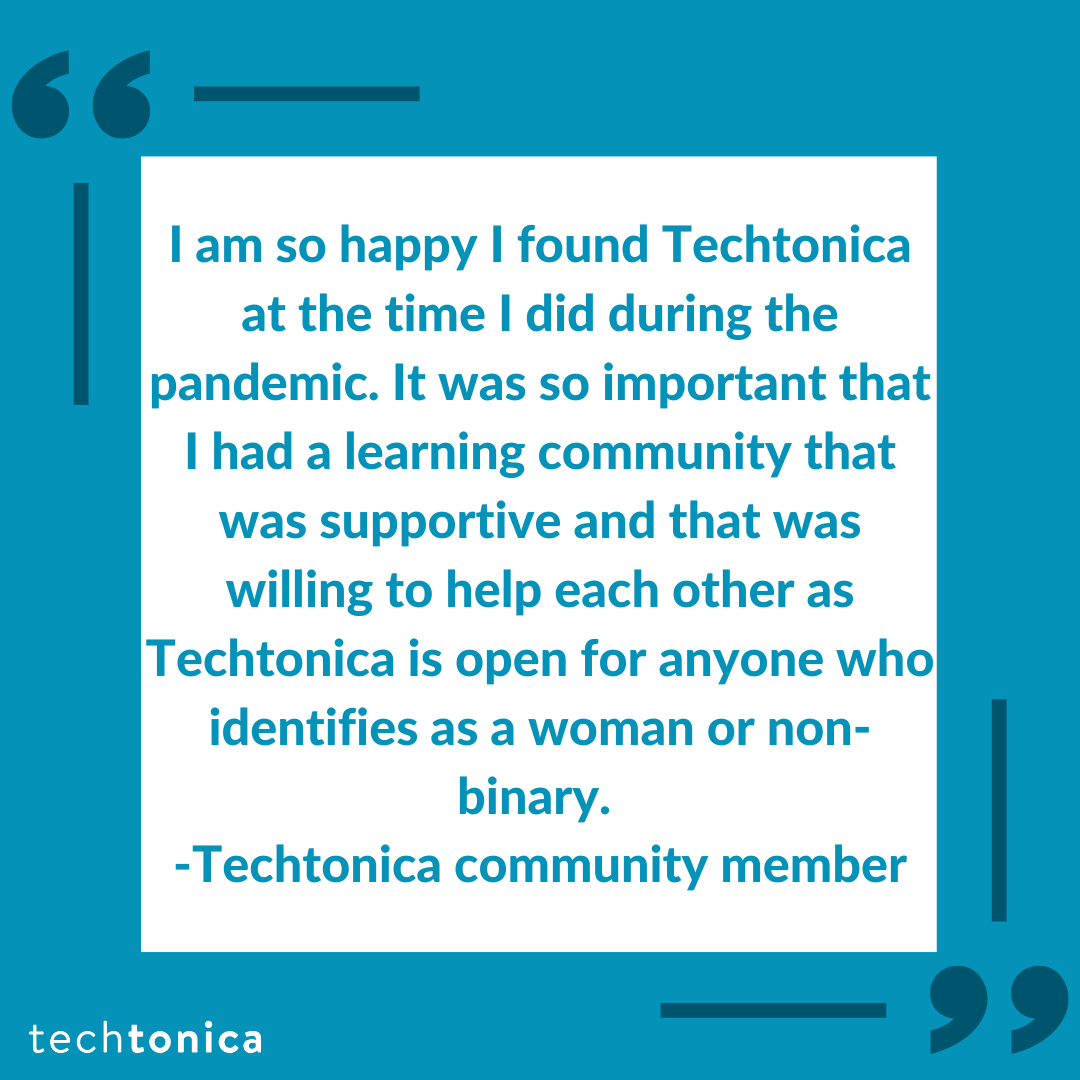 I am so happy I found Techtonica
at the time I did during the
pandemic. It was so important that
I had a learning community that
was supportive and that was
willing to help each other as
Techtonica is open for anyone who
identifies as a woman or non-
binary.
-Techtonica community member
techtonica